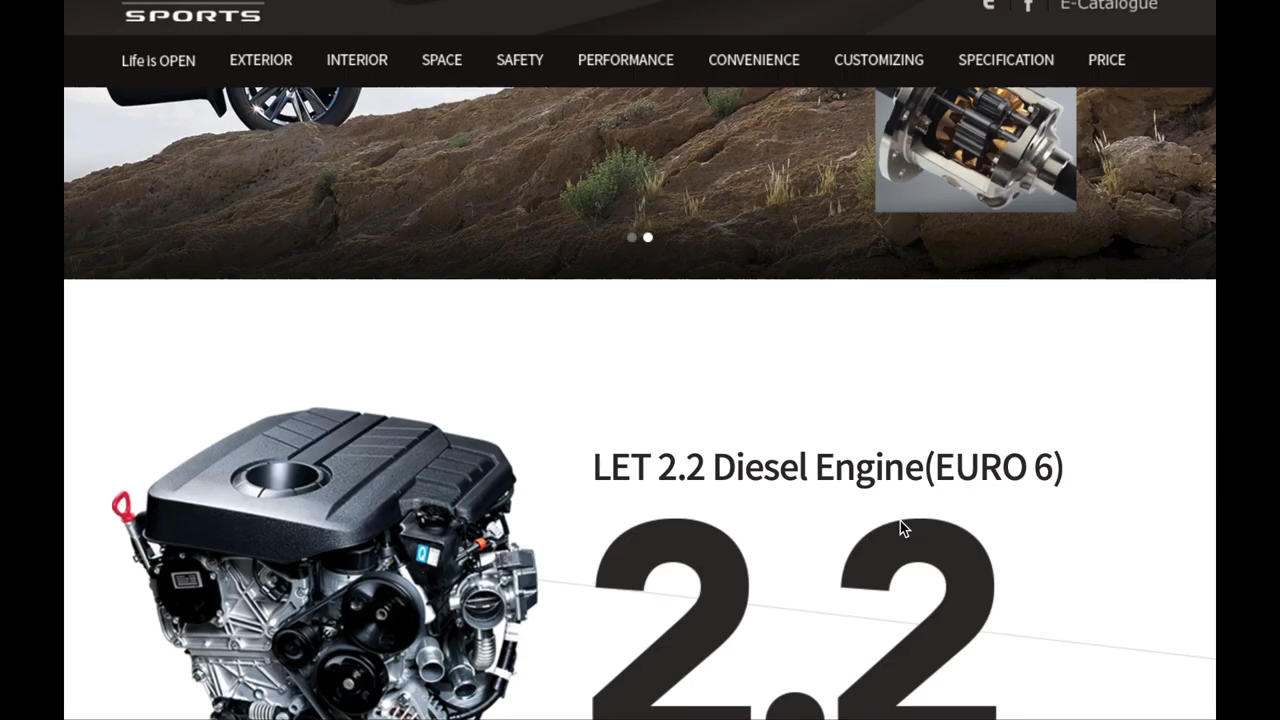 SPORTS
E-Catalogue
Life is OPEN
EXTERIOR
INTERIOR
SPACE
SAFETY
PERFORMANCE
CONVENIENCE
CUSTOMIZING
SPECIFICATION
PRICE
LET 2.2 Diesel Engine(EURO 6)
2.2